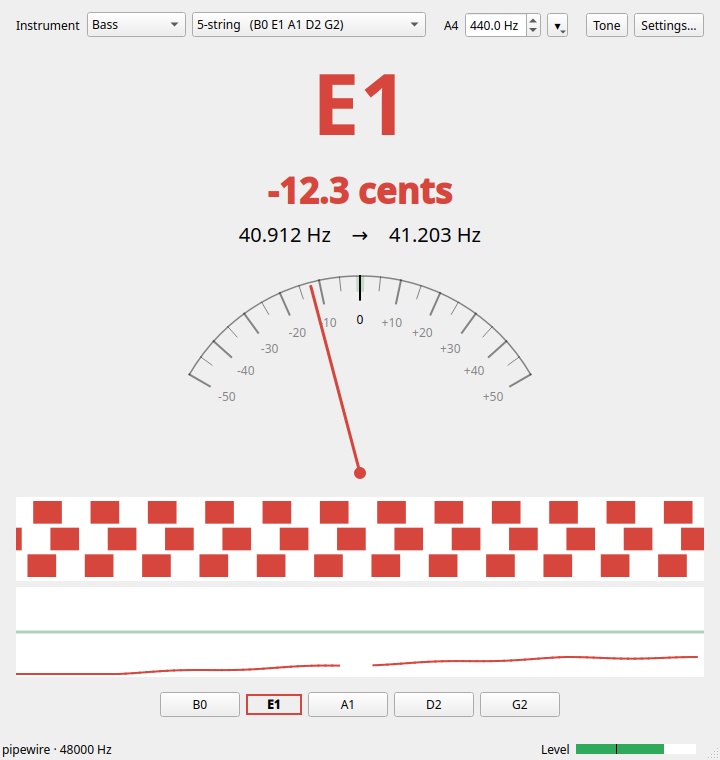 Instrument Bass 5-string (B0 E1 A1 D2 G2) A4 440.0 Hz Tone Settings...
E1
-12.3 cents
40.912 Hz → 41.203 Hz
-50 -40 -30 -20 10 0 +10 +20 +30 +40 +50
B0 E1 A1 D2 G2
pipewire · 48000 Hz Level